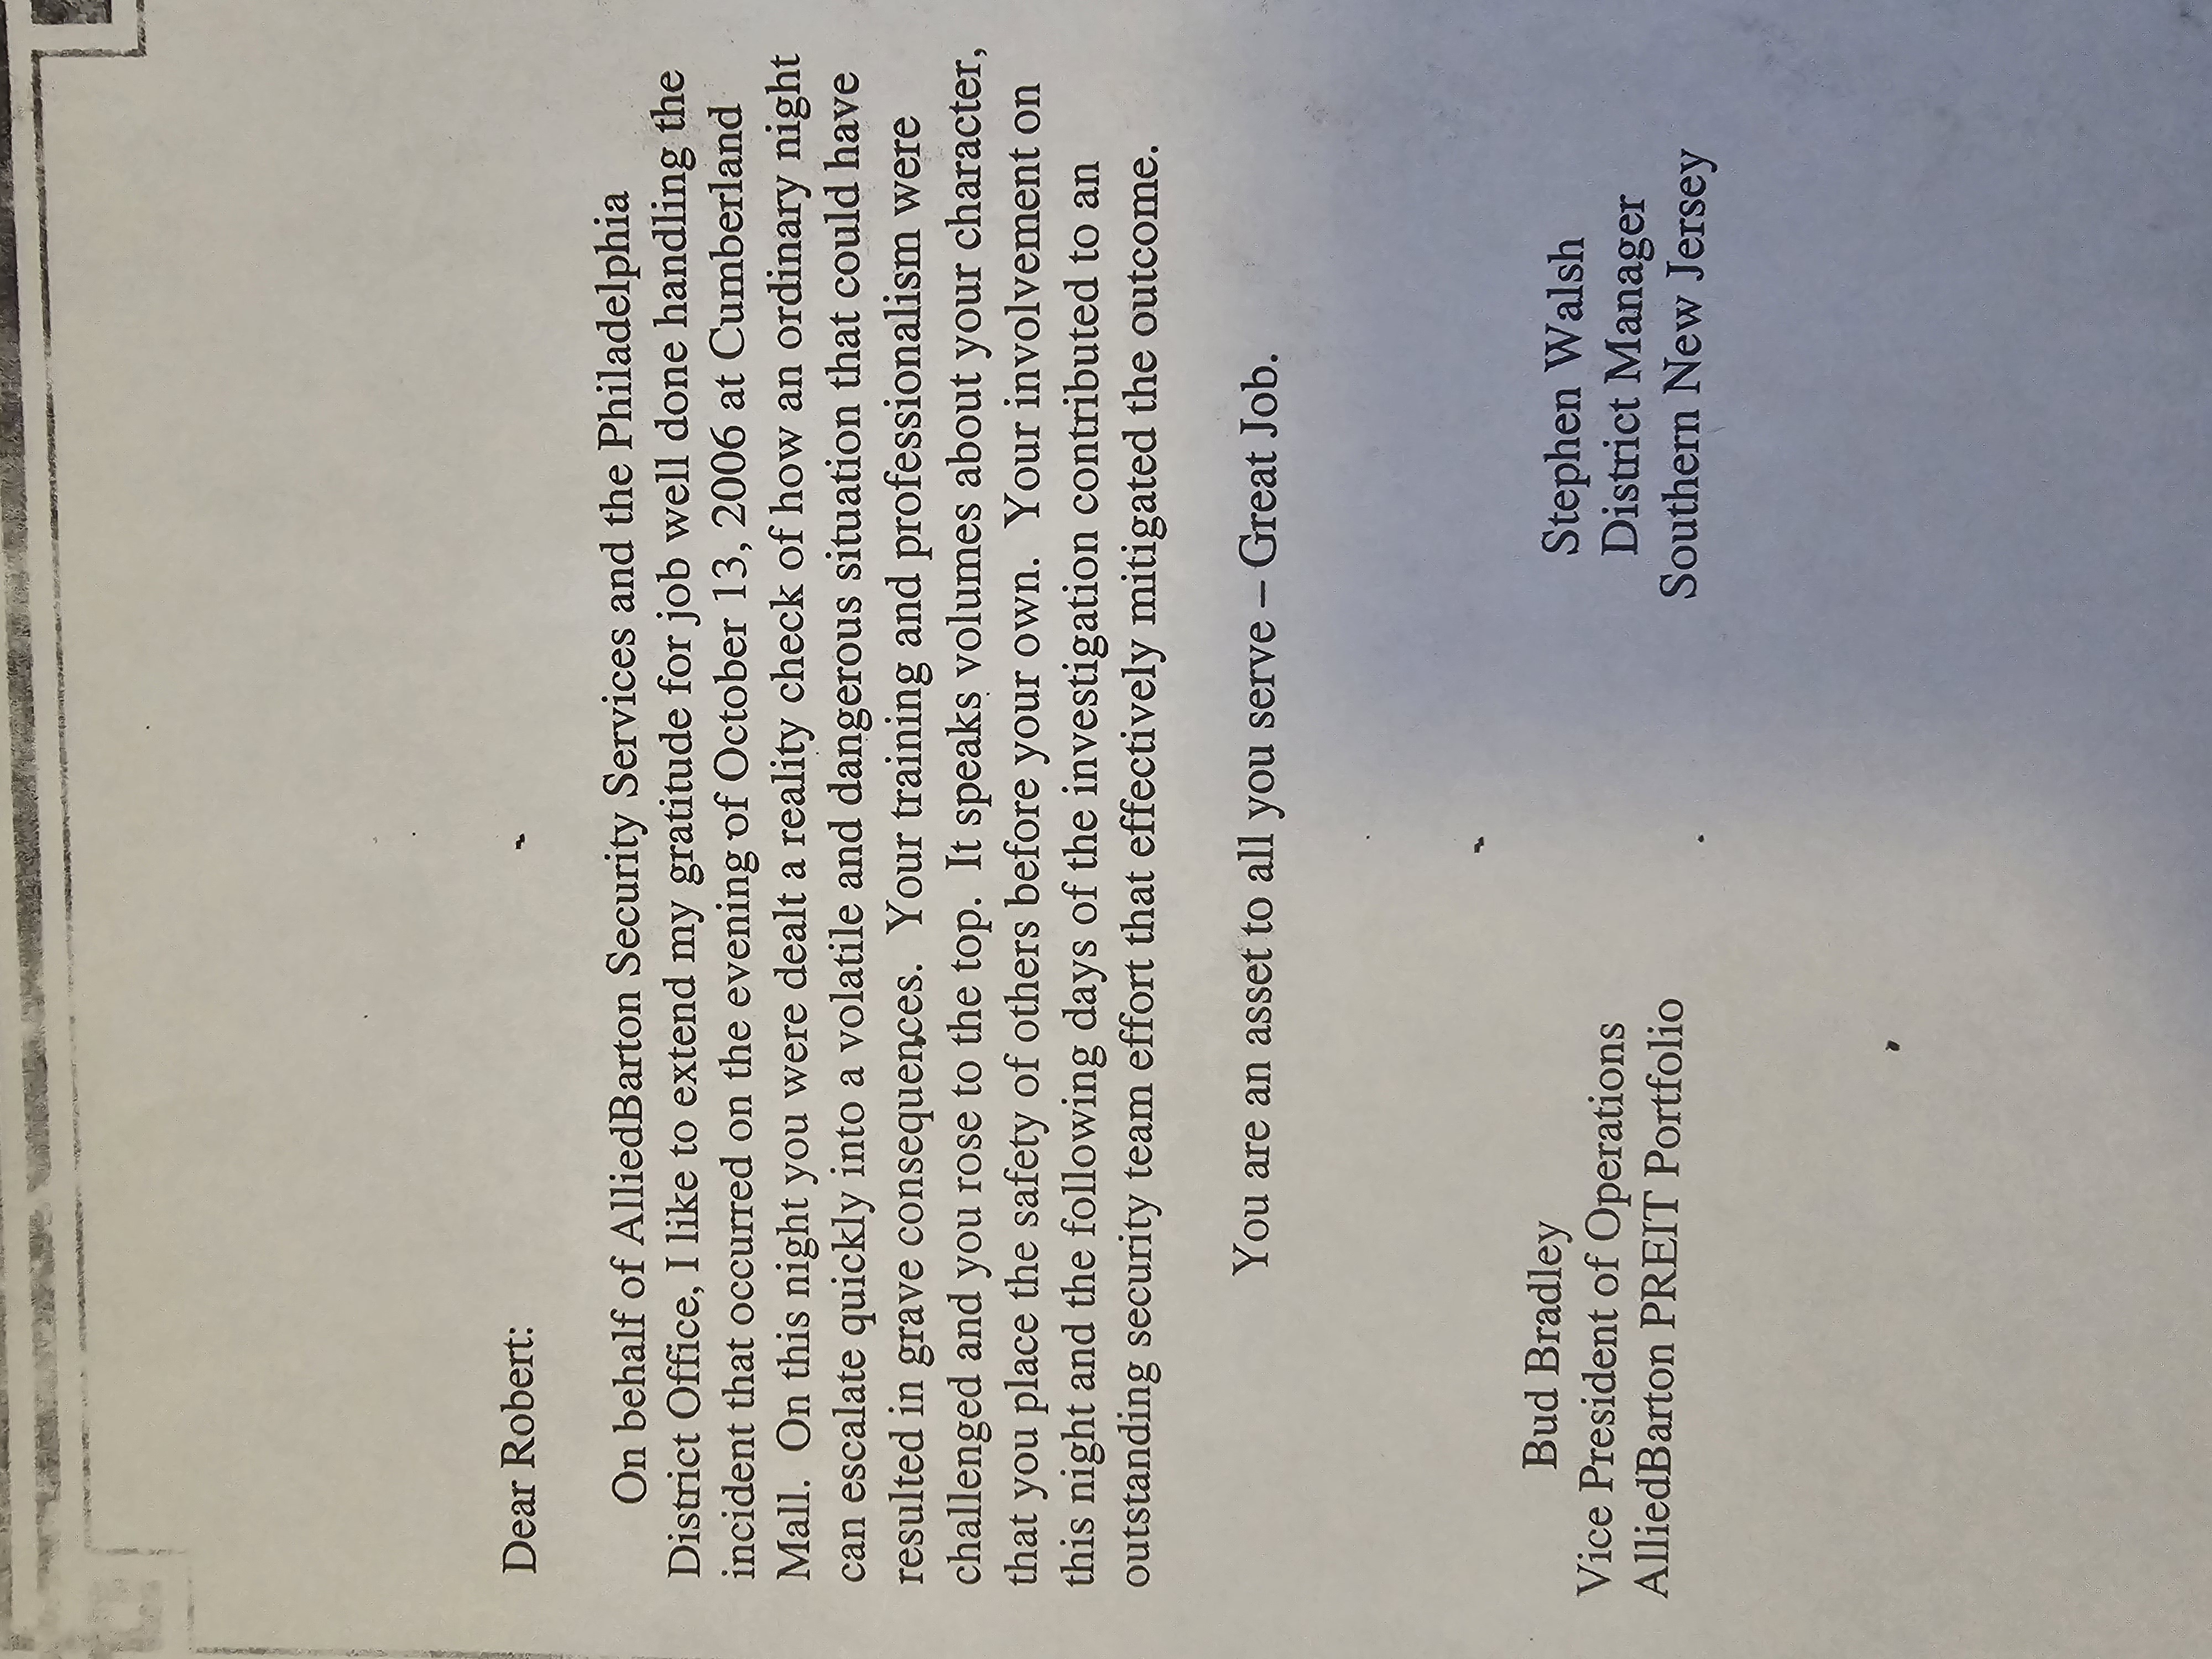 Dear Robert:
On behalf of AlliedBarton Security Services and the Philadelphia
District Office, I like to extend my gratitude for job well done handling the
incident that occurred on the evening of October 13, 2006 at Cumberland
Mall. On this night you were dealt a reality check of how an ordinary night
can escalate quickly into a volatile and dangerous situation that could have
resulted in grave consequences. Your training and professionalism were
challenged and you rose to the top. It speaks volumes about your character,
that you place the safety of others before your own. Your involvement on
this night and the following days of the investigation contributed to an
outstanding security team effort that effectively mitigated the outcome.
You are an asset to all you serve – Great Job.
Bud Bradley
Vice President of Operations
AlliedBarton PREIT Portfolio
Stephen Walsh
District Manager
Southern New Jersey